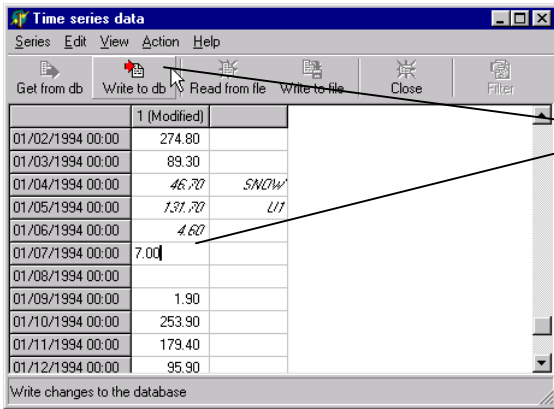 Time series data
Series Edit View Action Help
Get from db Write to db Read from fle Write to file Close Filter
1 (Modified)
01/02/1994 00:00 274.80
01/03/1994 00:00 89.30
01/04/1994 00:00 46.70 SNOW
01/05/1994 00:00 131.70 U1
01/06/1994 00:00 4.60
01/07/1994 00:00 7.00
01/08/1994 00:00
01/09/1994 00:00 1.90
01/10/1994 00:00 253.90
01/11/1994 00:00 179.40
01/12/1994 00:00 95.90
Write changes to the database